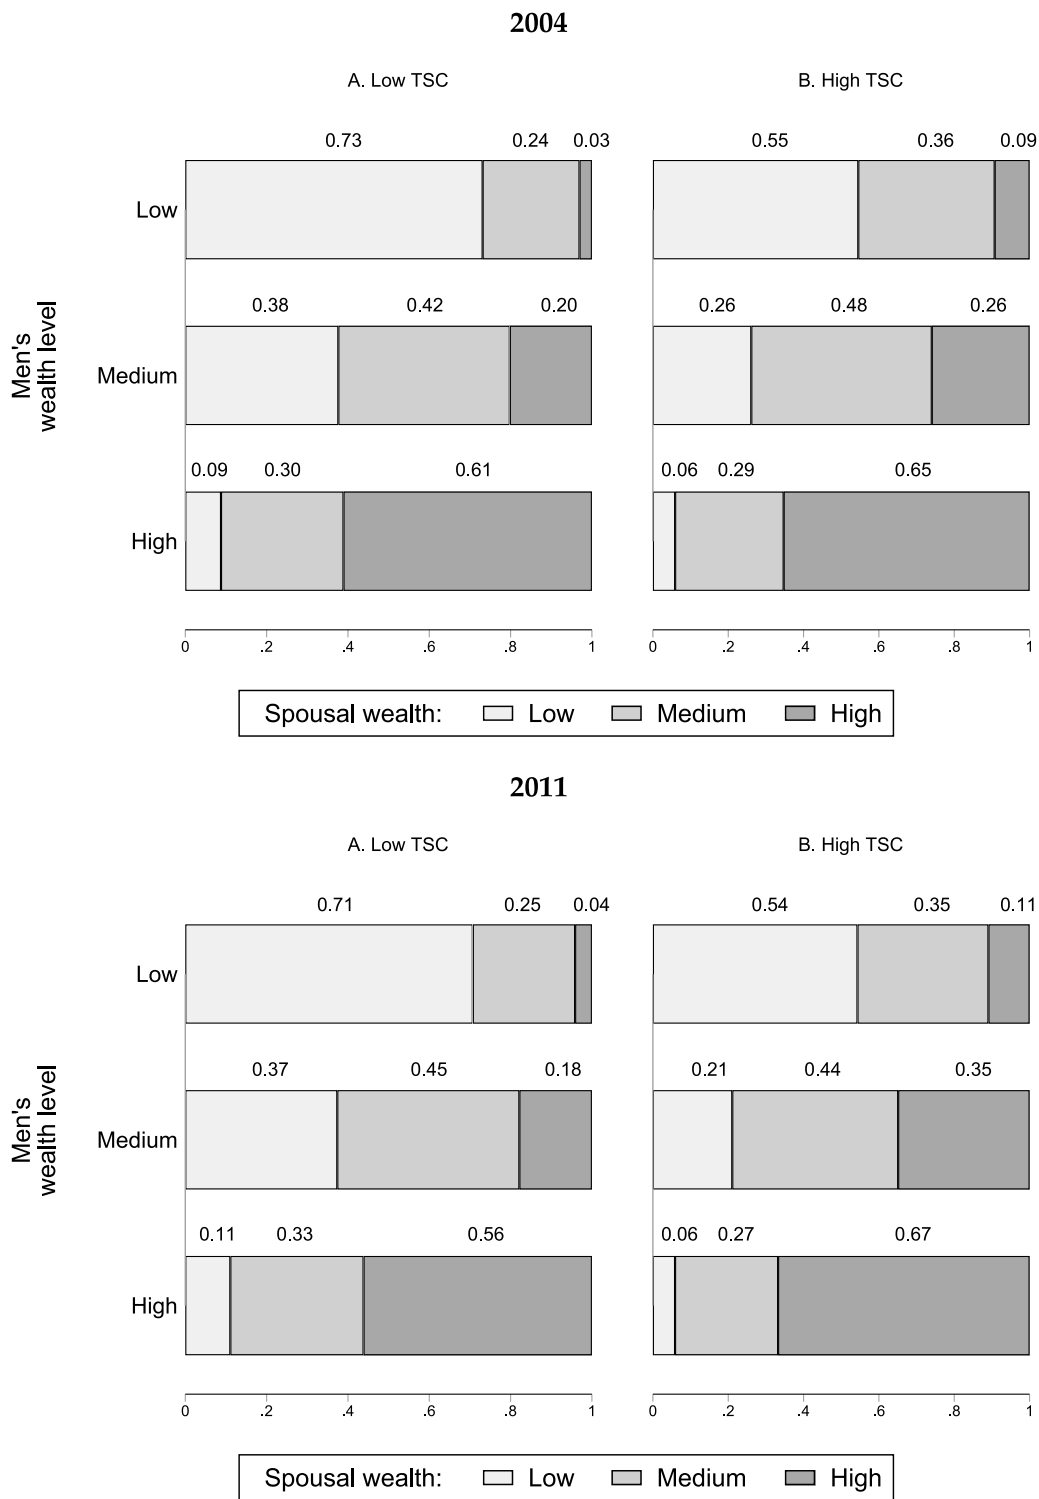 2004
A. Low TSC
B. High TSC
0.73 0.24 0.03
0.55 0.36 0.09
Low
0.38 0.42 0.20
0.26 0.48 0.26
Men's
wealth level
Medium
0.09 0.30 0.61
0.06 0.29 0.65
High
0 .2 .4 .6 .8 1
0 .2 .4 .6 .8 1
Spousal wealth: Low Medium High
2011
A. Low TSC
B. High TSC
0.71 0.25 0.04
0.54 0.35 0.11
Low
0.37 0.45 0.18
0.21 0.44 0.35
Men's
wealth level
Medium
0.11 0.33 0.56
0.06 0.27 0.67
High
0 .2 .4 .6 .8 1
0 .2 .4 .6 .8 1
Spousal wealth: Low Medium High